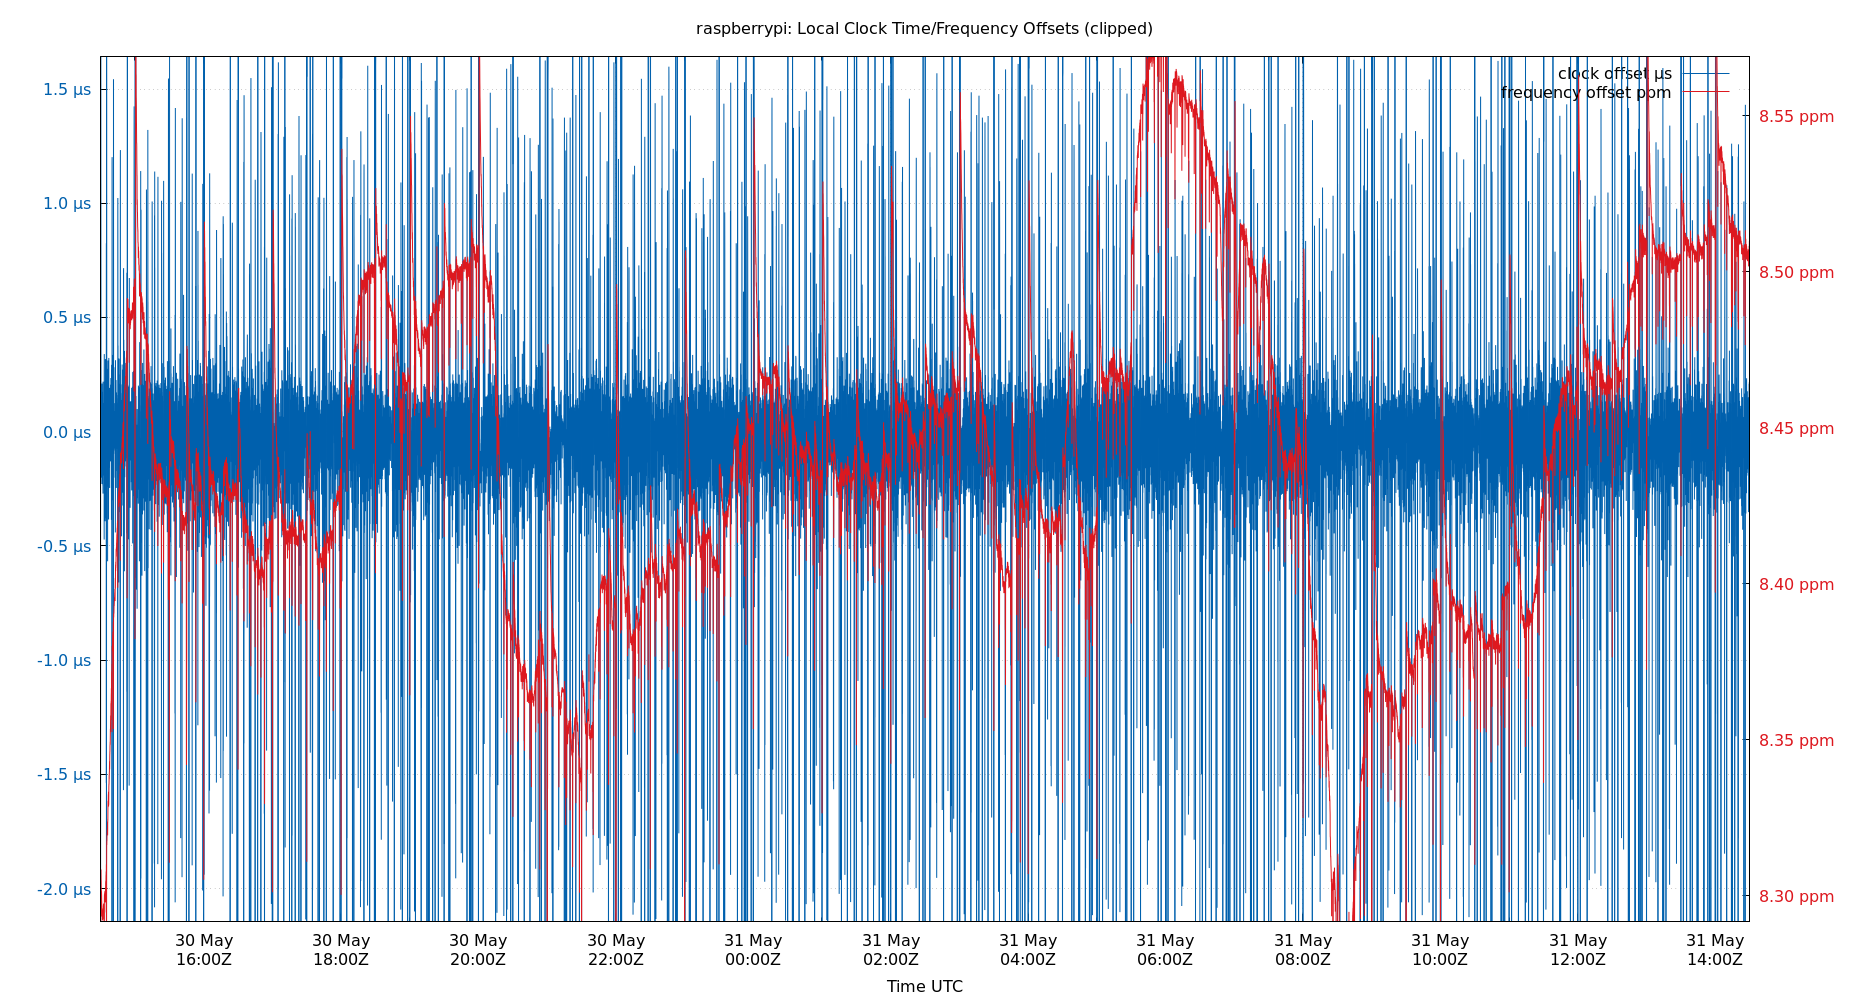 raspberrypi: Local Clock Time/Frequency Offsets (clipped)
clock offset µs
frequency offset ppm
1.5 µs
1.0 µs
0.5 µs
0.0 µs
-0.5 µs
-1.0 µs
-1.5 µs
-2.0 µs
8.55 ppm
8.50 ppm
8.45 ppm
8.40 ppm
8.35 ppm
8.30 ppm
30 May 30 May 30 May 30 May 31 May 31 May 31 May 31 May 31 May 31 May 31 May 31 May
16:00Z 18:00Z 20:00Z 22:00Z 00:00Z 02:00Z 04:00Z 06:00Z 08:00Z 10:00Z 12:00Z 14:00Z
Time UTC